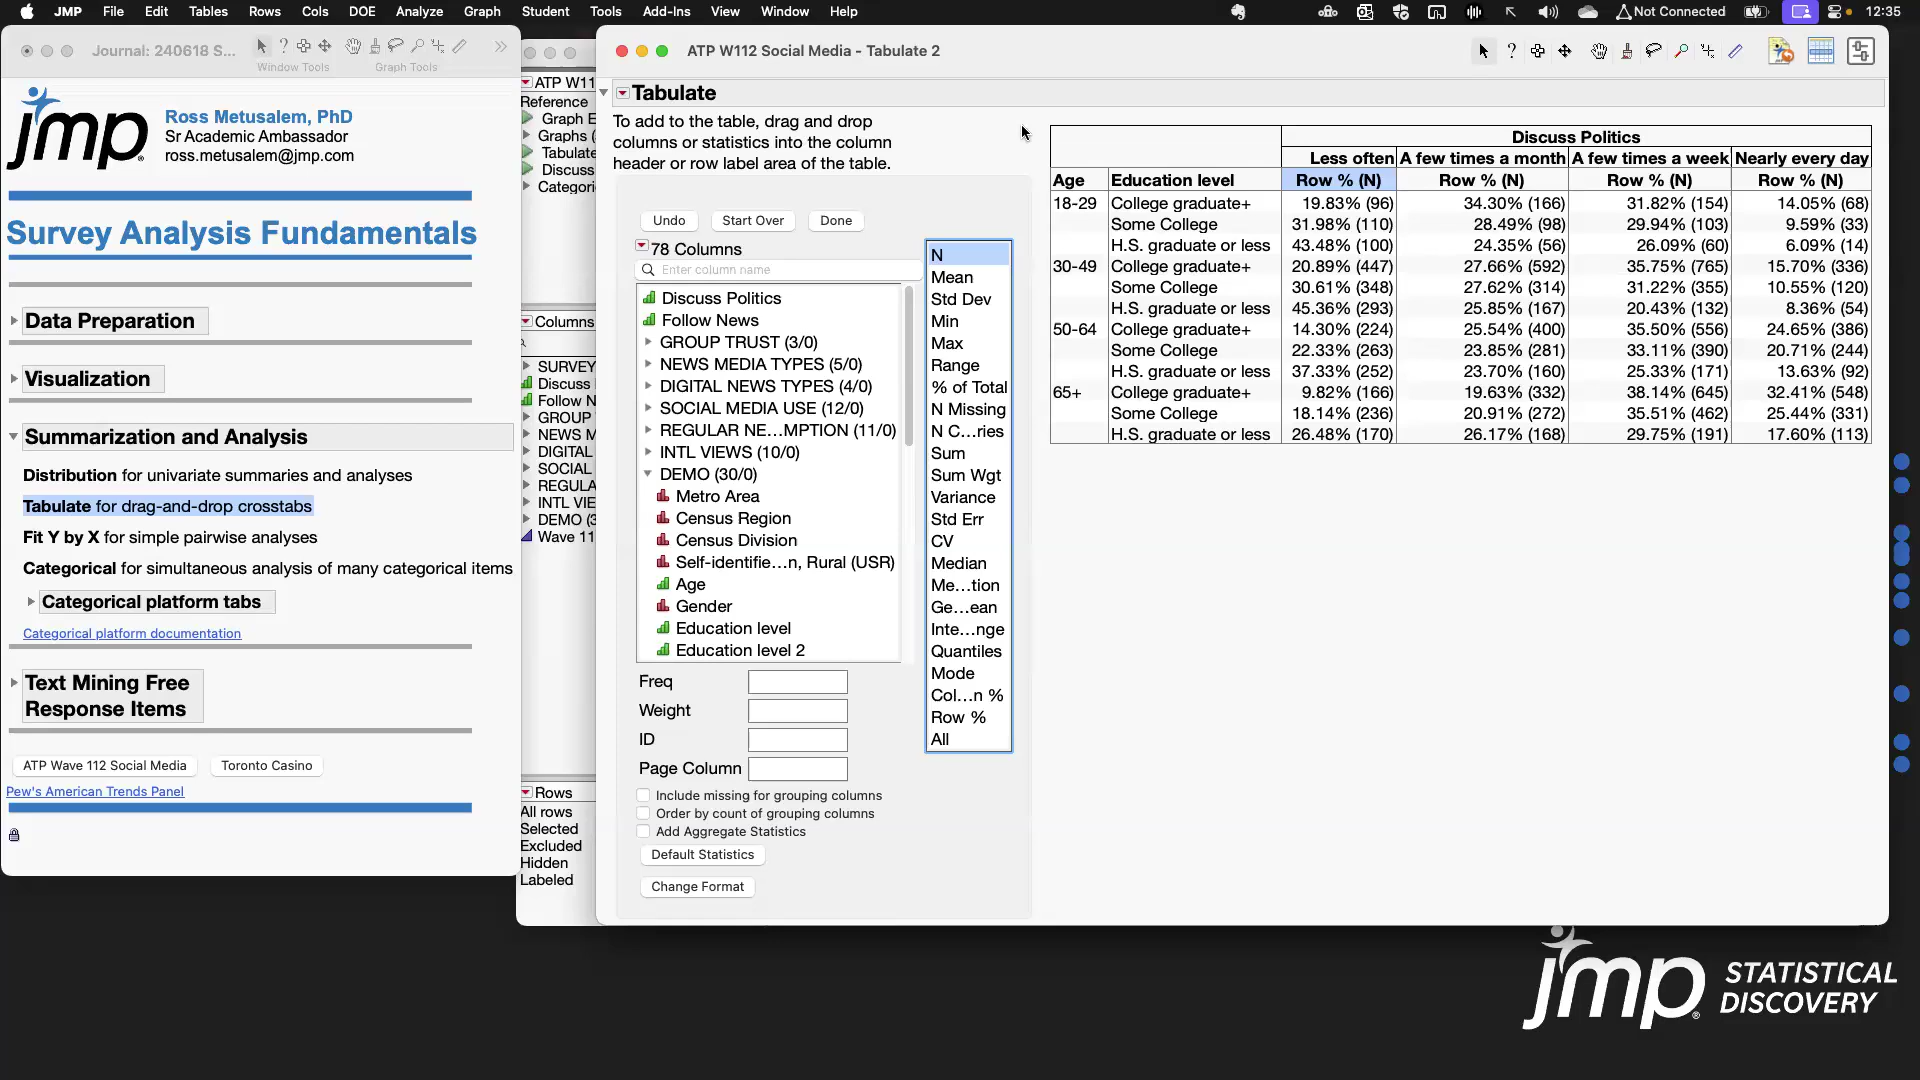 JMP File Edit Tables Rows Cols DOE Analyze Graph Student Tools Add-Ins View Window Help Not Connected 12:35
Journal: 240618 S...
Window Tools Graph Tools
jmp
Ross Metusalem, PhD
Sr Academic Ambassador
ross.metusalem@jmp.com
Survey Analysis Fundamentals
Data Preparation
Visualization
Summarization and Analysis
Distribution for univariate summaries and analyses
Tabulate for drag-and-drop crosstabs
Fit Y by X for simple pairwise analyses
Categorical for simultaneous analysis of many categorical items
Categorical platform tabs
Categorical platform documentation
Text Mining Free
Response Items
ATP Wave 112 Social Media Toronto Casino
Pew's American Trends Panel
ATP W11
Reference
Graph E
Graphs (
Tabulate
Discuss
Categori
Columns
SURVEY
Discuss
Follow N
GROUP
NEWS M
DIGITAL
SOCIAL
REGULA
INTL VIE
DEMO (3
Wave 11
Rows
All rows
Selected
Excluded
Hidden
Labeled
ATP W112 Social Media - Tabulate 2
Tabulate
To add to the table, drag and drop
columns or statistics into the column
header or row label area of the table.
Undo Start Over Done
78 Columns
Enter column name
Discuss Politics
Follow News
GROUP TRUST (3/0)
NEWS MEDIA TYPES (5/0)
DIGITAL NEWS TYPES (4/0)
SOCIAL MEDIA USE (12/0)
REGULAR NE...MPTION (11/0)
INTL VIEWS (10/0)
DEMO (30/0)
Metro Area
Census Region
Census Division
Self-identifie...n, Rural (USR)
Age
Gender
Education level
Education level 2
N
Mean
Std Dev
Min
Max
Range
% of Total
N Missing
N C...ries
Sum
Sum Wgt
Variance
Std Err
CV
Median
Me...tion
Ge...ean
Inte...nge
Quantiles
Mode
Col...n %
Row %
All
Freq
Weight
ID
Page Column
Include missing for grouping columns
Order by count of grouping columns
Add Aggregate Statistics
Default Statistics
Change Format
Discuss Politics
Less often A few times a month A few times a week Nearly every day
Age Education level Row % (N) Row % (N) Row % (N) Row % (N)
18-29 College graduate+ 19.83% (96) 34.30% (166) 31.82% (154) 14.05% (68)
Some College 31.98% (110) 28.49% (98) 29.94% (103) 9.59% (33)
H.S. graduate or less 43.48% (100) 24.35% (56) 26.09% (60) 6.09% (14)
30-49 College graduate+ 20.89% (447) 27.66% (592) 35.75% (765) 15.70% (336)
Some College 30.61% (348) 27.62% (314) 31.22% (355) 10.55% (120)
H.S. graduate or less 45.36% (293) 25.85% (167) 20.43% (132) 8.36% (54)
50-64 College graduate+ 14.30% (224) 25.54% (400) 35.50% (556) 24.65% (386)
Some College 22.33% (263) 23.85% (281) 33.11% (390) 20.71% (244)
H.S. graduate or less 37.33% (252) 23.70% (160) 25.33% (171) 13.63% (92)
65+ College graduate+ 9.82% (166) 19.63% (332) 38.14% (645) 32.41% (548)
Some College 18.14% (236) 20.91% (272) 35.51% (462) 25.44% (331)
H.S. graduate or less 26.48% (170) 26.17% (168) 29.75% (191) 17.60% (113)
jmp STATISTICAL
DISCOVERY